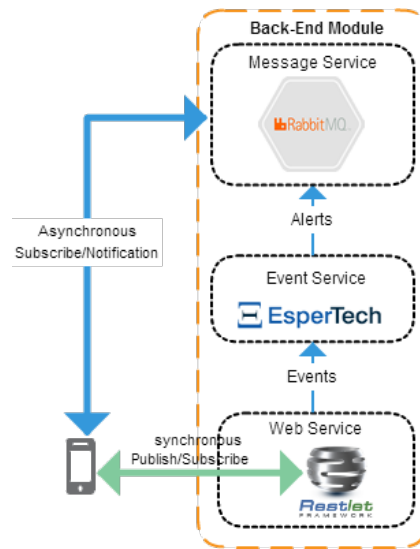 Back-End Module
Message Service
RabbitMQ
Alerts
Asynchronous
Subscribe/Notification
Event Service
EsperTech
Events
Web Service
synchronous
Publish/Subscribe
Restlet
FRAMEWORK